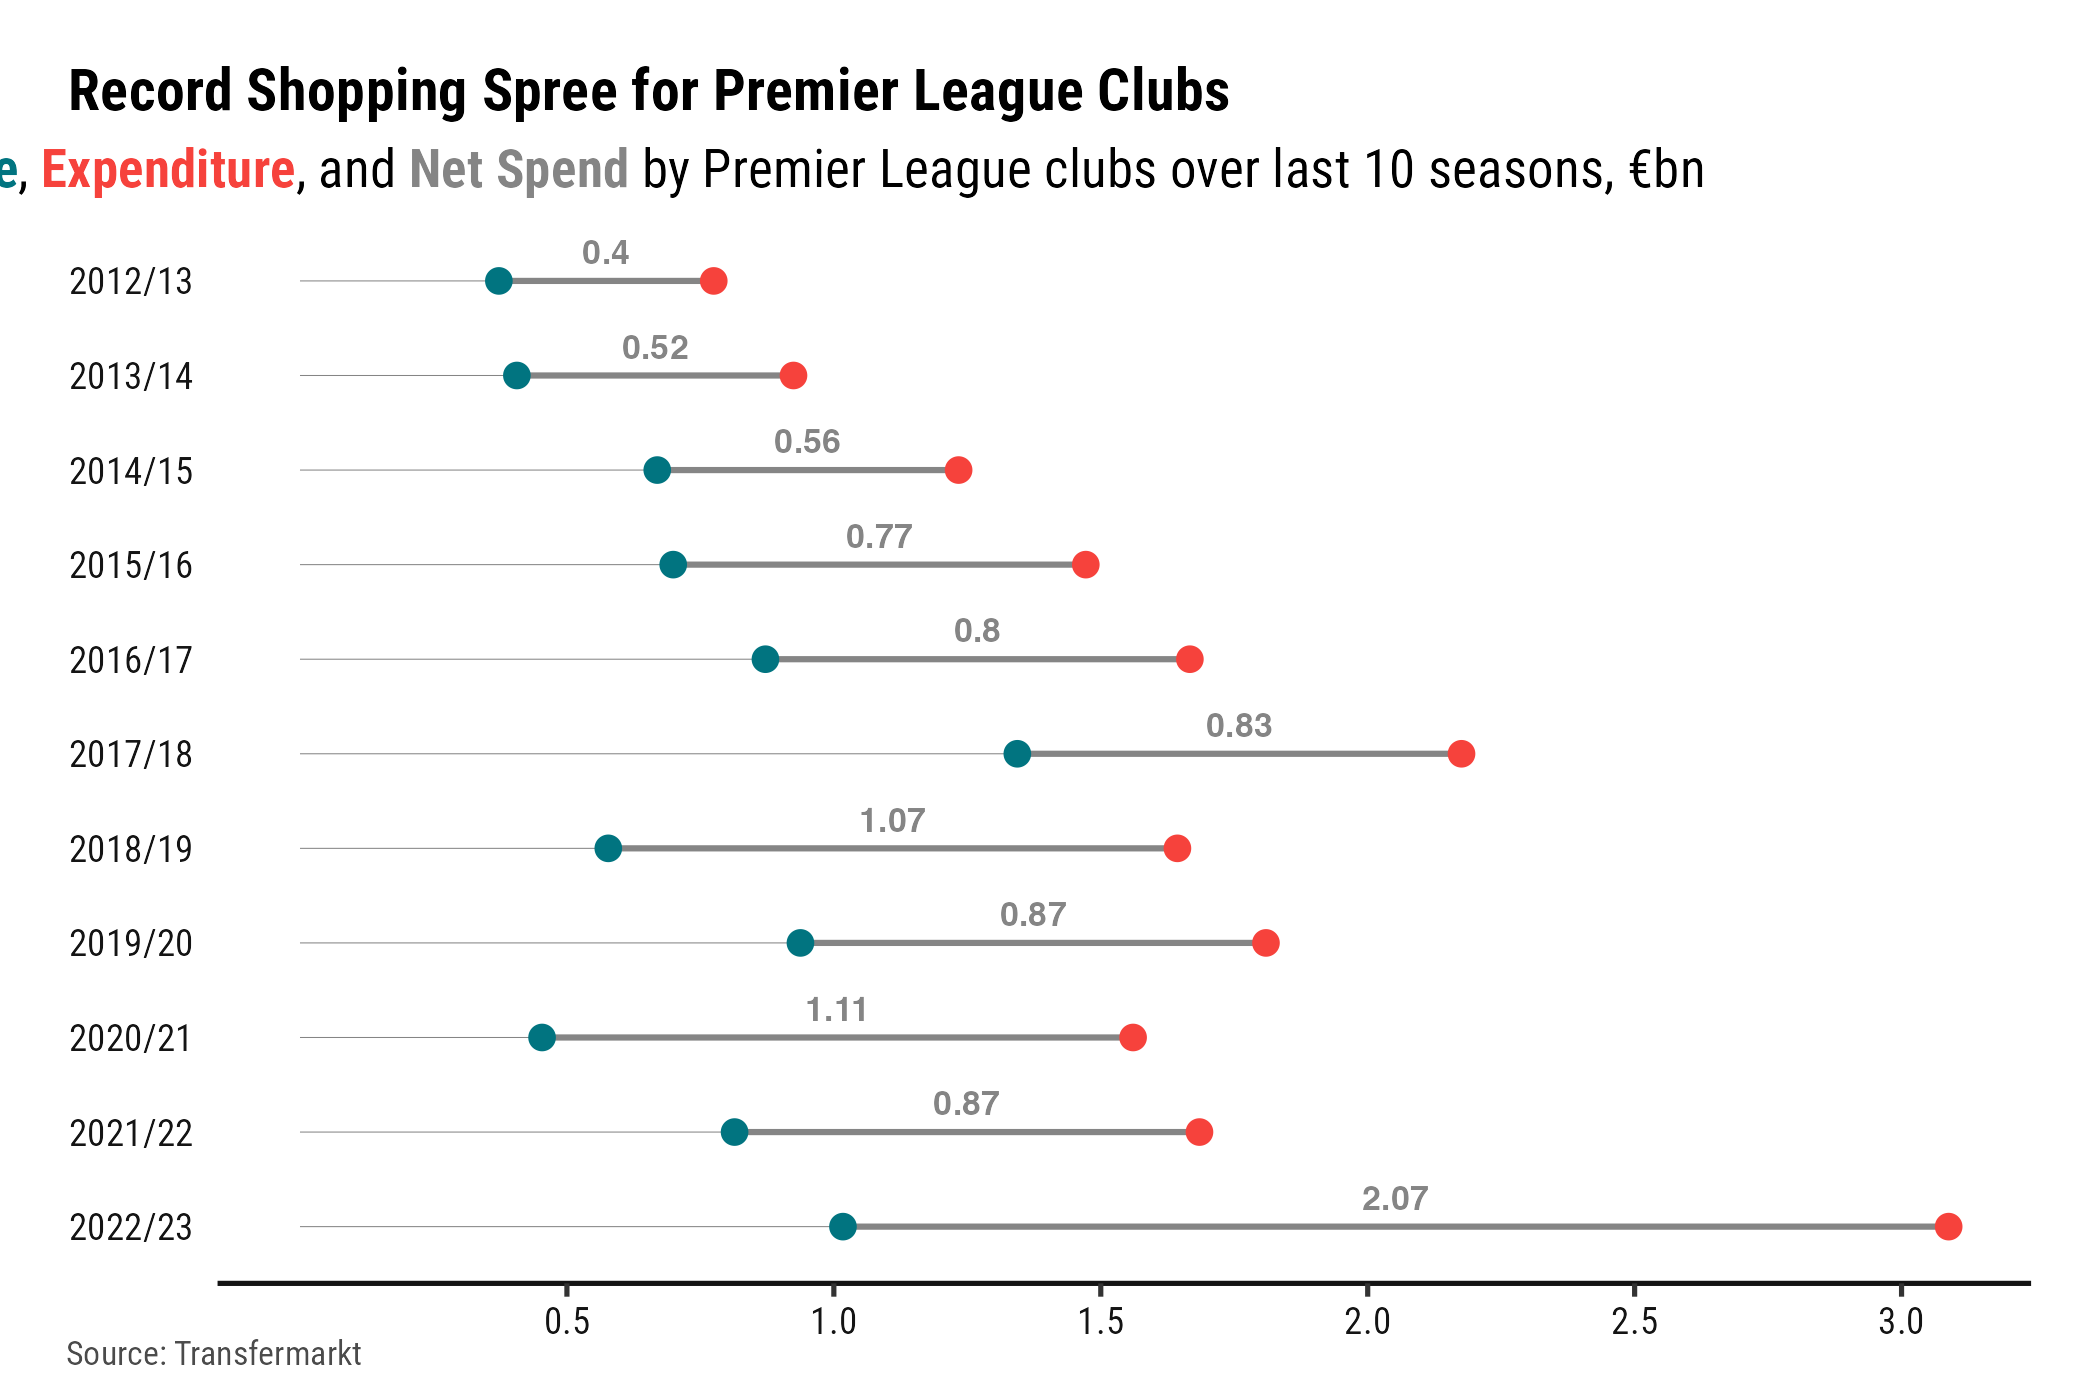 Record Shopping Spree for Premier League Clubs
e, Expenditure, and Net Spend by Premier League clubs over last 10 seasons, €bn
2012/13 0.4
2013/14 0.52
2014/15 0.56
2015/16 0.77
2016/17 0.8
2017/18 0.83
2018/19 1.07
2019/20 0.87
2020/21 1.11
2021/22 0.87
2022/23 2.07
0.5 1.0 1.5 2.0 2.5 3.0
Source: Transfermarkt